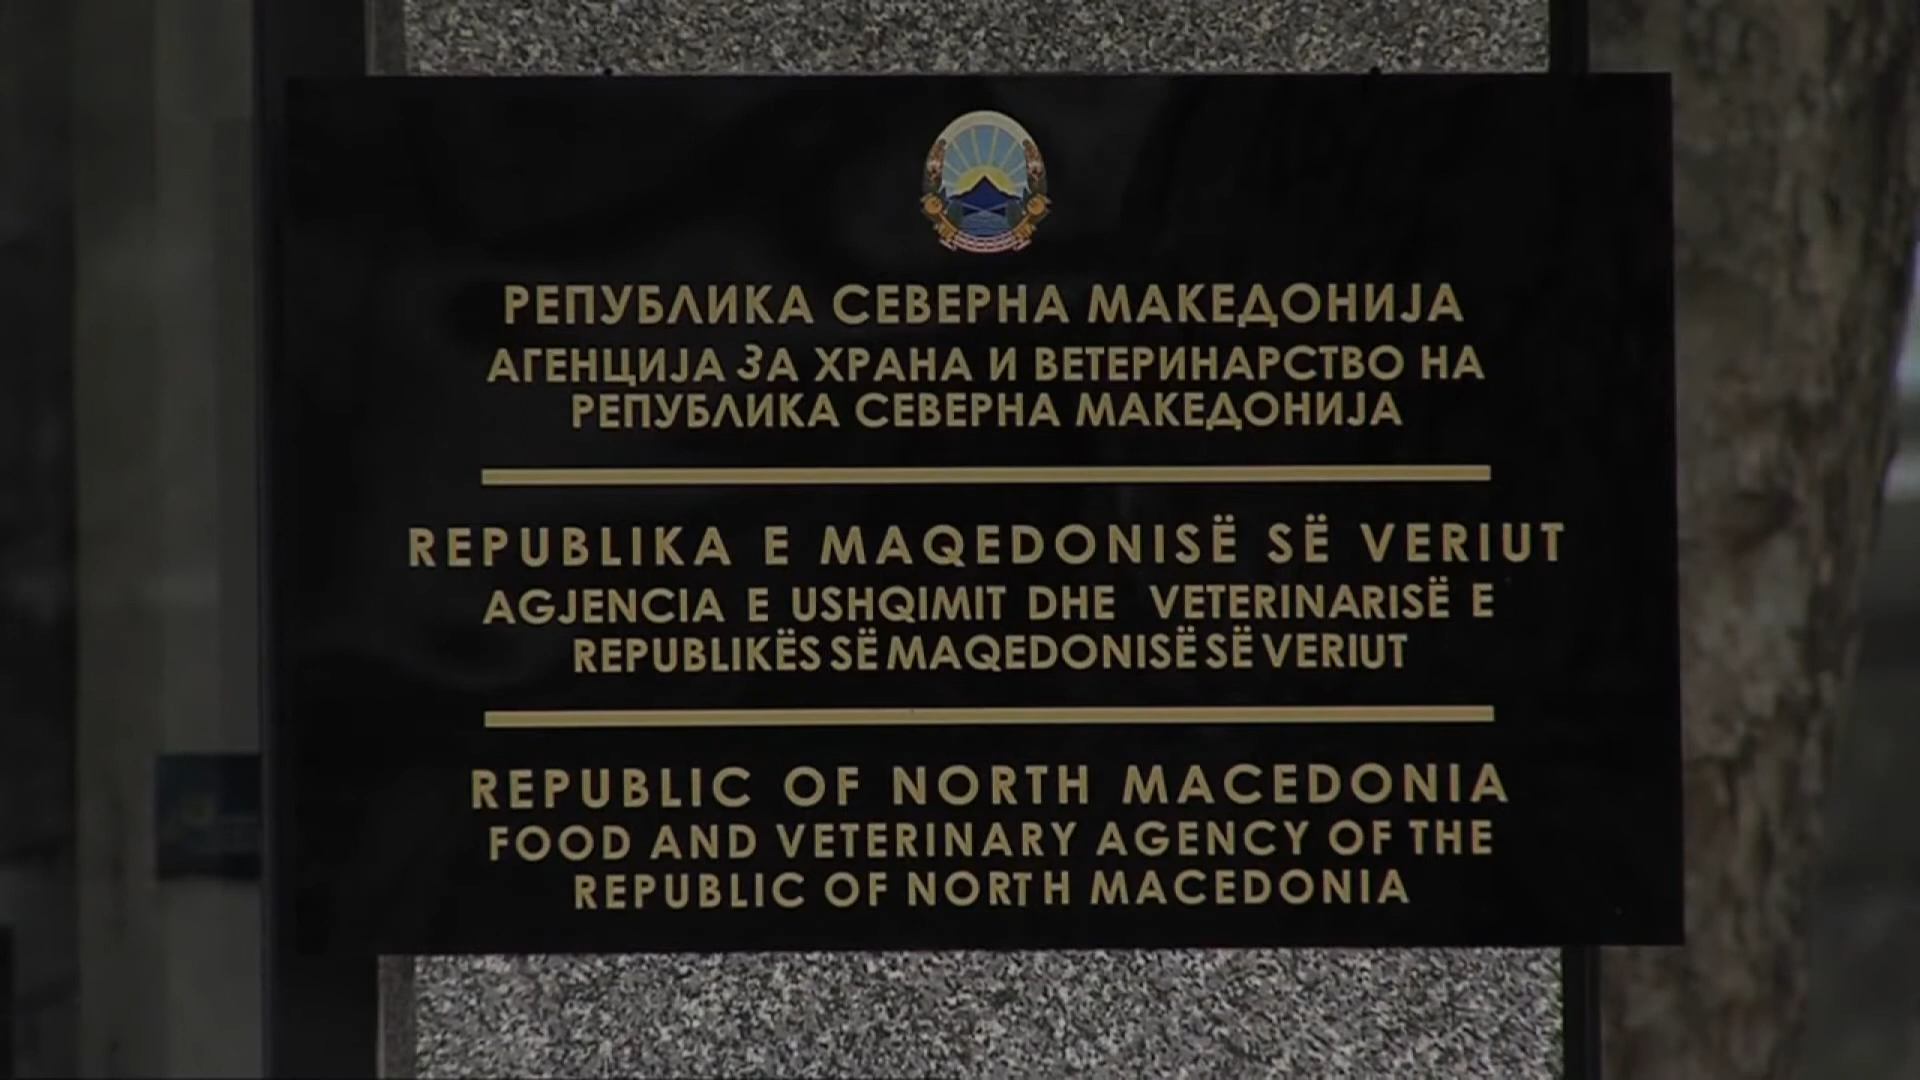 РЕПУБЛИКА СЕВЕРНА МАКЕДОНИЈА
АГЕНЦИЈА ЗА ХРАНА И ВЕТЕРИНАРСТВО НА
РЕПУБЛИКА СЕВЕРНА МАКЕДОНИЈА
REPUBLIKA E MAQEDONISË SË VERIUT
AGJENCIA E USHQIMIT DHE VETERINARISË E
REPUBLIKËS SË MAQEDONISË SË VERIUT
REPUBLIC OF NORTH MACEDONIA
FOOD AND VETERINARY AGENCY OF THE
REPUBLIC OF NORTH MACEDONIA